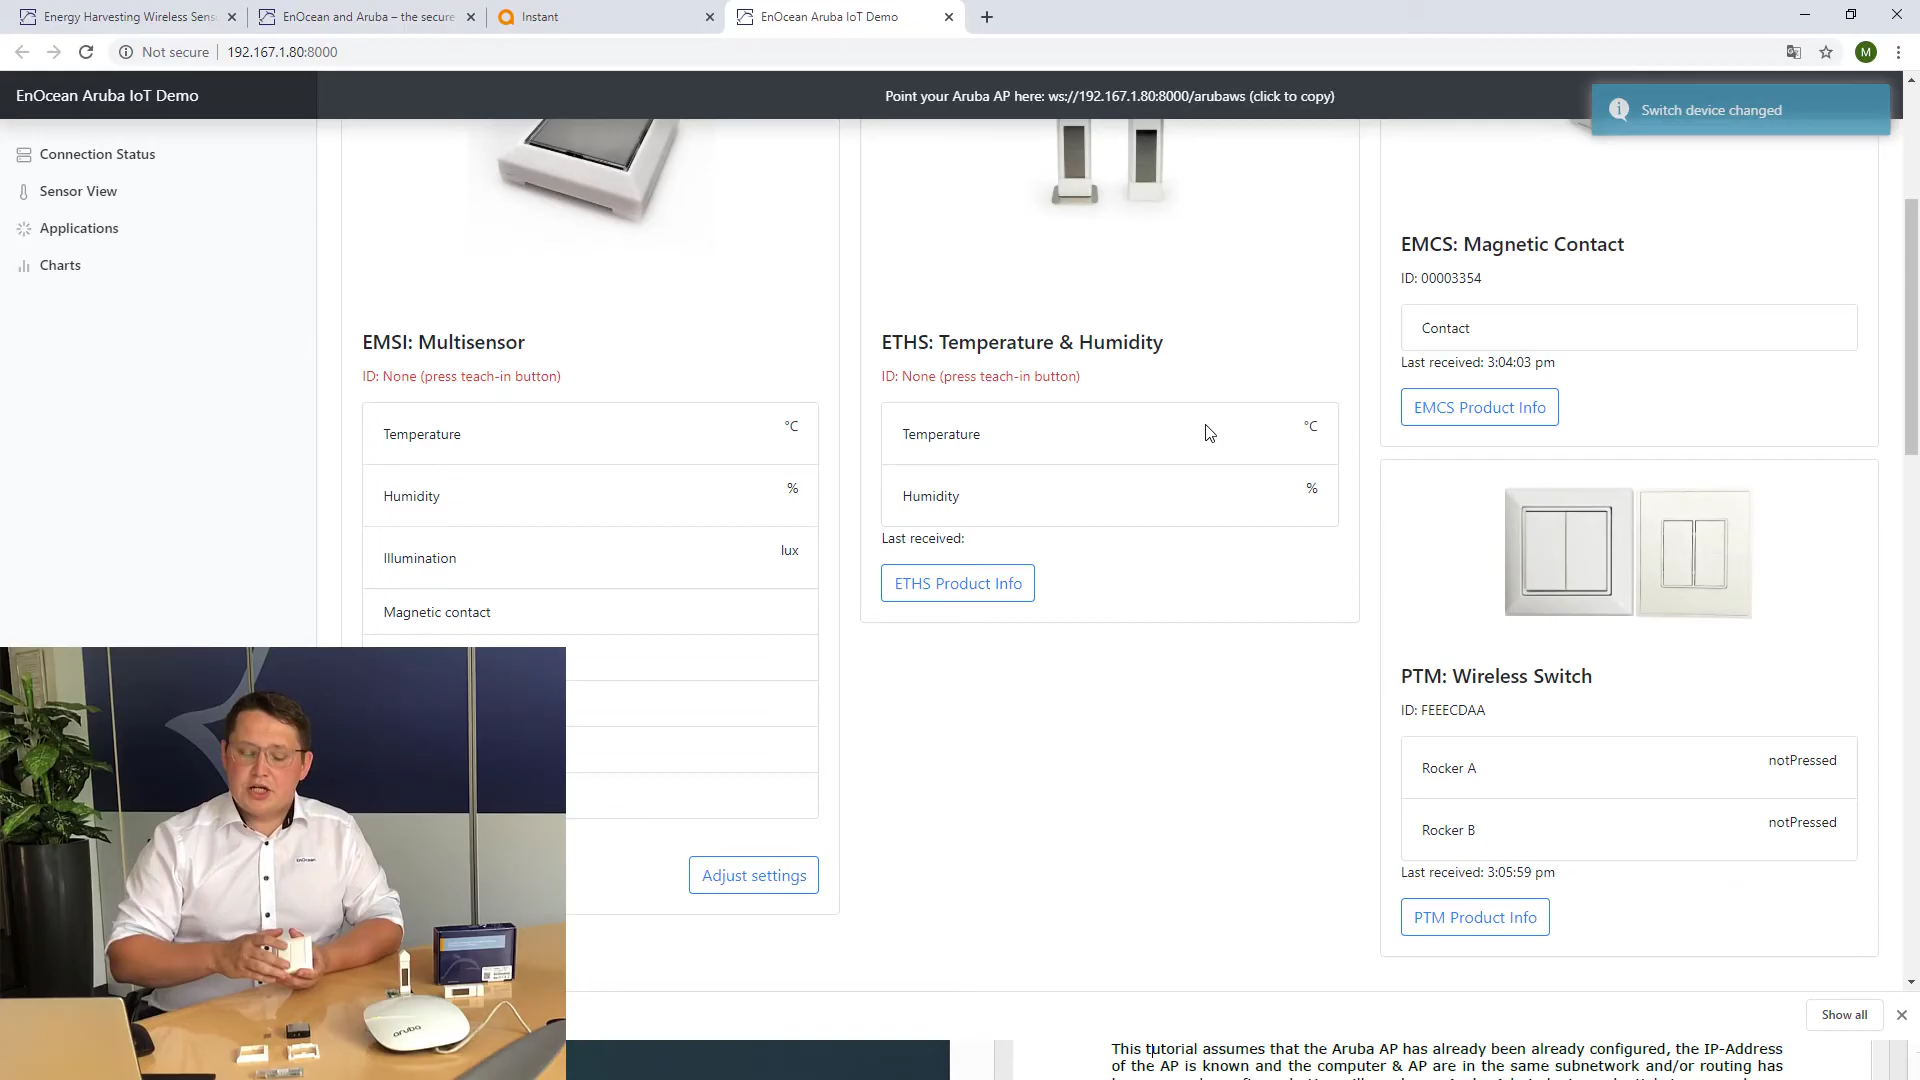 Energy Harvesting Wireless Sens
EnOcean and Aruba – the secure
Instant
EnOcean Aruba IoT Demo
Not secure
192.167.1.80:8000
M
EnOcean Aruba IoT Demo
Point your Aruba AP here: ws://192.167.1.80:8000/arubaws (click to copy)
Switch device changed
Connection Status
Sensor View
Applications
Charts
EMSI: Multisensor
ID: None (press teach-in button)
Temperature
°C
Humidity
%
Illumination
lux
Magnetic contact
Adjust settings
ETHS: Temperature & Humidity
ID: None (press teach-in button)
Temperature
°C
Humidity
%
Last received:
ETHS Product Info
EMCS: Magnetic Contact
ID: 00003354
Contact
Last received: 3:04:03 pm
EMCS Product Info
PTM: Wireless Switch
ID: FEEECDAA
Rocker A
notPressed
Rocker B
notPressed
Last received: 3:05:59 pm
PTM Product Info
EnOcean
aruba
Show all
This tutorial assumes that the Aruba AP has already been already configured, the IP-Address
of the AP is known and the computer & AP are in the same subnetwork and/or routing has